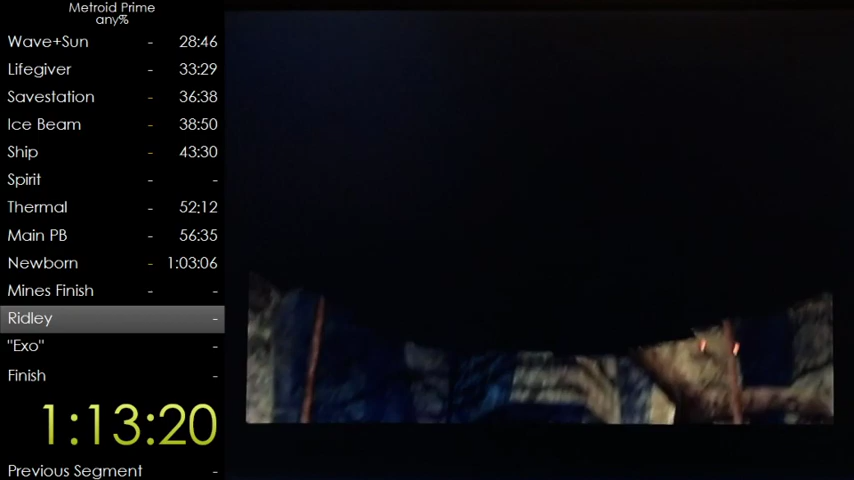 Metroid Prime
any%
Wave+Sun - 28:46
Lifegiver - 33:29
Savestation - 36:38
Ice Beam - 38:50
Ship - 43:30
Spirit - -
Thermal - 52:12
Main PB - 56:35
Newborn - 1:03:06
Mines Finish - -
Ridley -
"Exo" -
Finish -
1:13:20
Previous Segment -